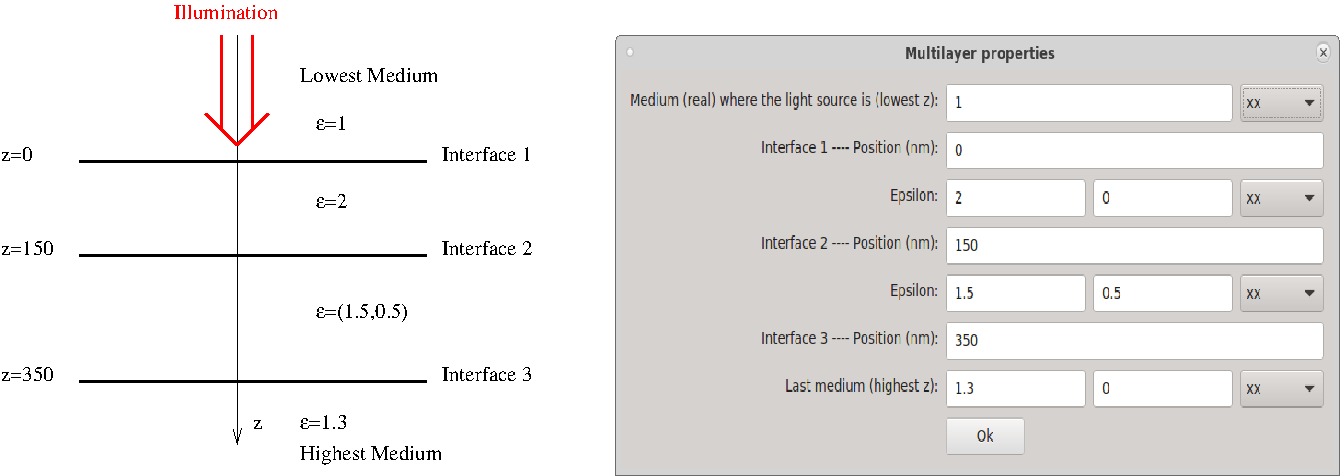 Illumination
Lowest Medium
ε=1
z=0
Interface 1
ε=2
z=150
Interface 2
ε=(1.5,0.5)
z=350
Interface 3
z
ε=1.3
Highest Medium
Multilayer properties
Medium (real) where the light source is (lowest z): 1 xx
Interface 1 ---- Position (nm): 0
Epsilon: 2 0 xx
Interface 2 ---- Position (nm): 150
Epsilon: 1.5 0.5 xx
Interface 3 ---- Position (nm): 350
Last medium (highest z): 1.3 0 xx
Ok